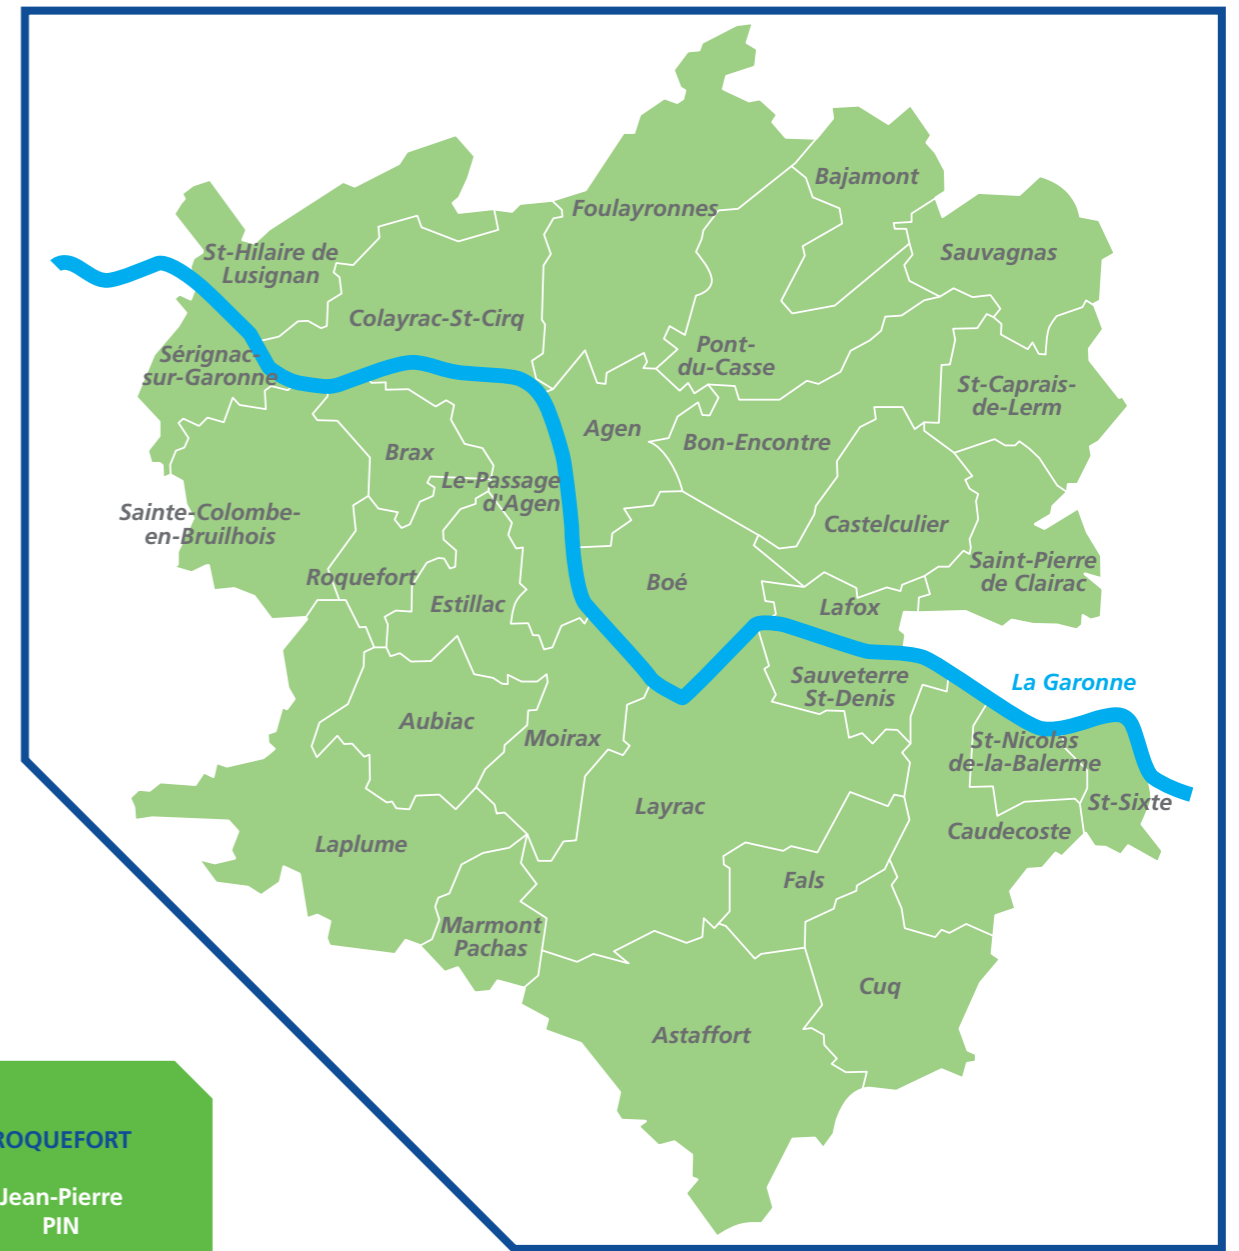 Bajamont
Foulayronnes
St-Hilaire de
Lusignan
Sauvagnas
Colayrac-St-Cirq
Sérignac-
sur-Garonne
Pont-
du-Casse
St-Caprais-
de-Lerm
Agen
Bon-Encontre
Brax
Le-Passage
d'Agen
Sainte-Colombe-
en-Bruilhois
Castelculier
Saint-Pierre
de Clairac
Roquefort
Estillac
Boé
Lafox
Sauveterre
St-Denis
La Garonne
Aubiac
Moirax
St-Nicolas
de-la-Balerme
St-Sixte
Layrac
Caudecoste
Laplume
Fals
Marmont
Pachas
Cuq
Astaffort
ROQUEFORT
Jean-Pierre
PIN